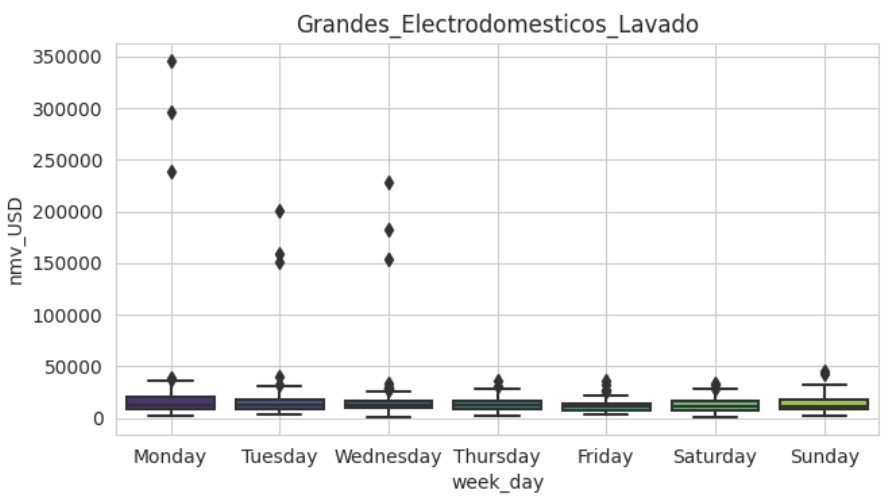 Grandes_Electrodomesticos_Lavado
350000
300000
250000
200000
150000
100000
50000
0
nmv_USD
Monday Tuesday Wednesday Thursday Friday Saturday Sunday
week_day